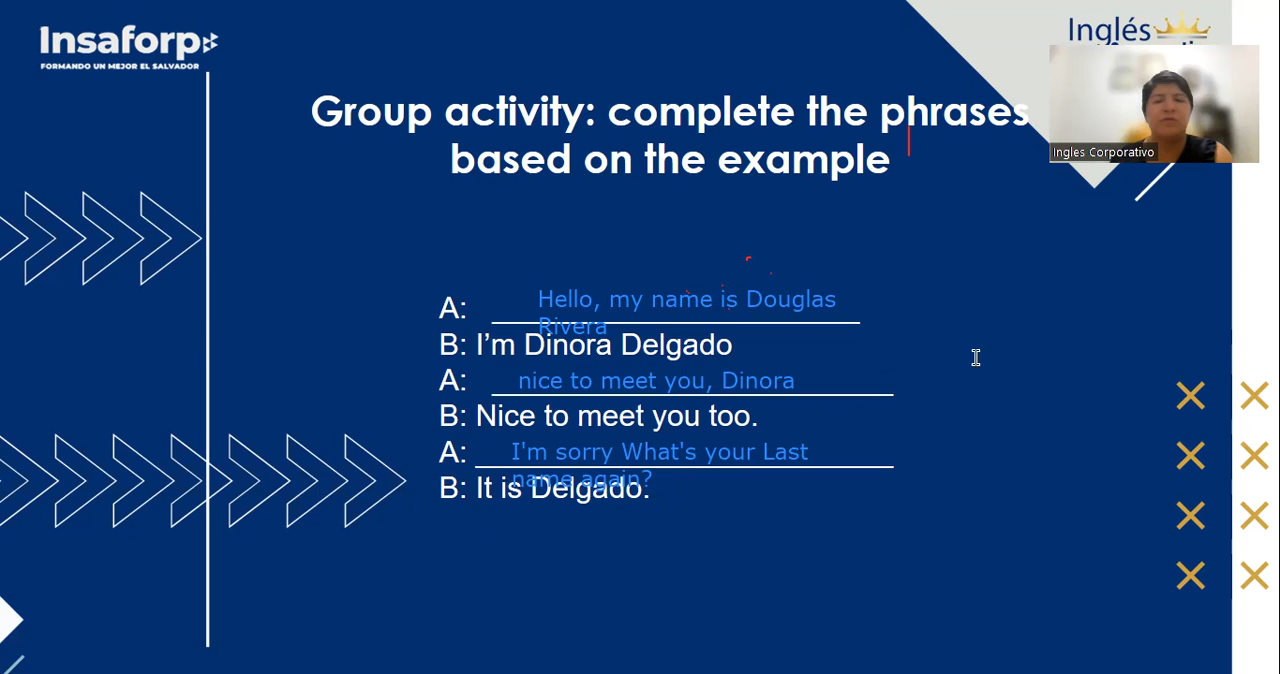 Insaforp
FORMANDO UN MEJOR EL SALVADOR
Inglés
Group activity: complete the phrases
based on the example
Ingles Corporativo
A: Hello, my name is Douglas
Rivera
B: I’m Dinora Delgado
A: nice to meet you, Dinora
B: Nice to meet you too.
A: I'm sorry What's your Last
name again?
B: It is Delgado.